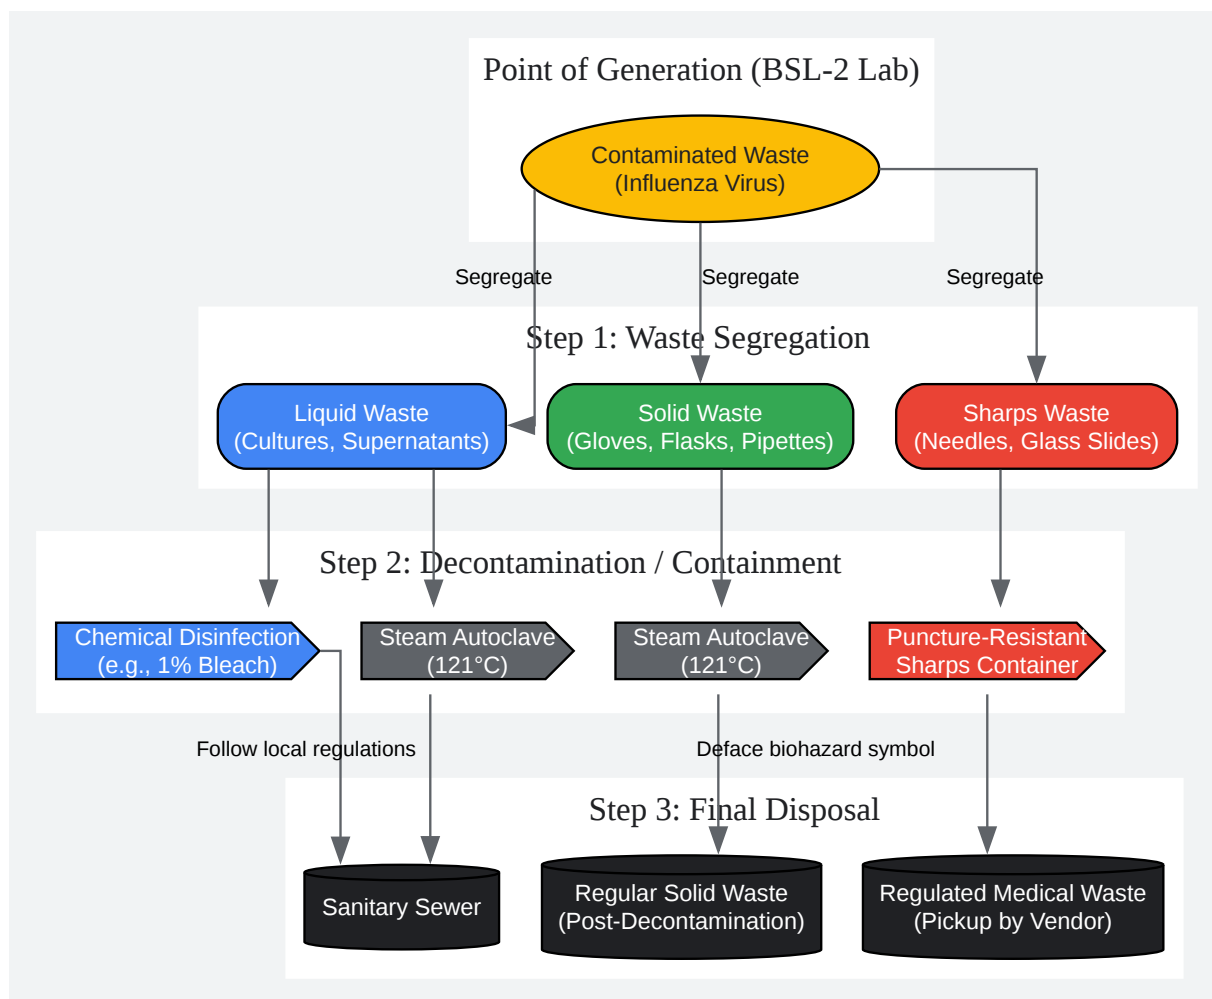 Point of Generation (BSL-2 Lab)
Contaminated Waste
(Influenza Virus)
Segregate
Segregate
Segregate
Step 1: Waste Segregation
Liquid Waste
(Cultures, Supernatants)
Solid Waste
(Gloves, Flasks, Pipettes)
Sharps Waste
(Needles, Glass Slides)
Step 2: Decontamination / Containment
Chemical Disinfection
(e.g., 1% Bleach)
Steam Autoclave
(121°C)
Steam Autoclave
(121°C)
Puncture-Resistant
Sharps Container
Follow local regulations
Deface biohazard symbol
Step 3: Final Disposal
Sanitary Sewer
Regular Solid Waste
(Post-Decontamination)
Regulated Medical Waste
(Pickup by Vendor)